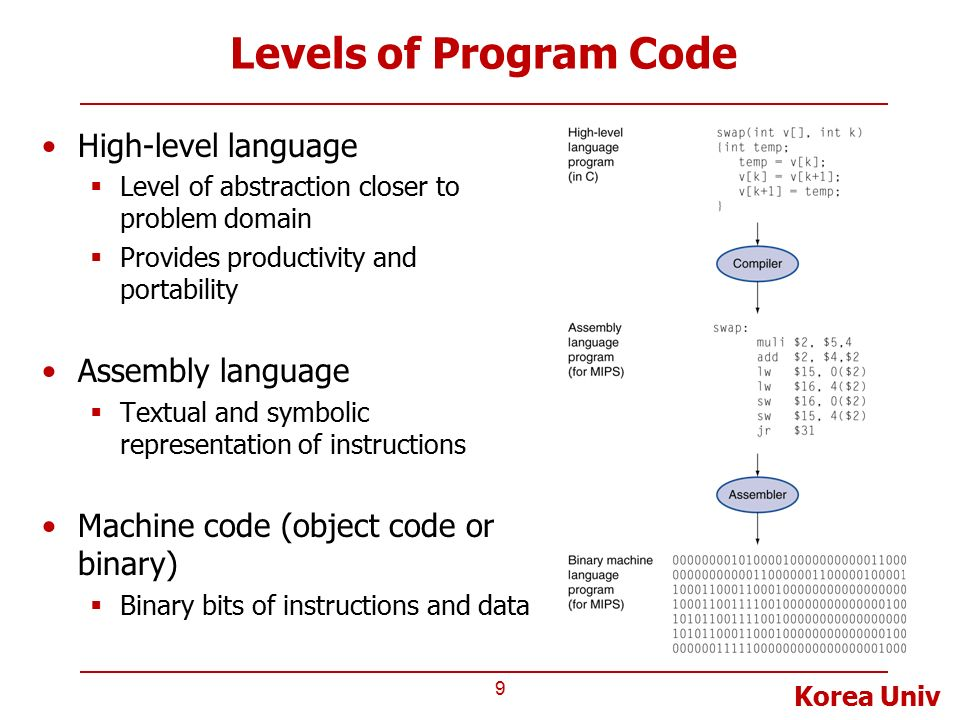 Levels of Program Code
• High-level language
▪ Level of abstraction closer to
problem domain
▪ Provides productivity and
portability
• Assembly language
▪ Textual and symbolic
representation of instructions
• Machine code (object code or
binary)
▪ Binary bits of instructions and data
High-level
language
program
(in C)
swap(int v[], int k)
{int temp;
temp = v[k];
v[k] = v[k+1];
v[k+1] = temp;
}
Compiler
Assembly
language
program
(for MIPS)
swap:
muli $2, $5,4
add $2, $4,$2
lw $15, 0($2)
lw $16, 4($2)
sw $16, 0($2)
sw $15, 4($2)
jr $31
Assembler
Binary machine
language
program
(for MIPS)
00000000101000010000000000011000
00000000000110000001100000100001
10001100011000100000000000000000
10001100111100100000000000000100
10101100111100100000000000000000
10101100011000100000000000000100
00000011111000000000000000001000
9
Korea Univ